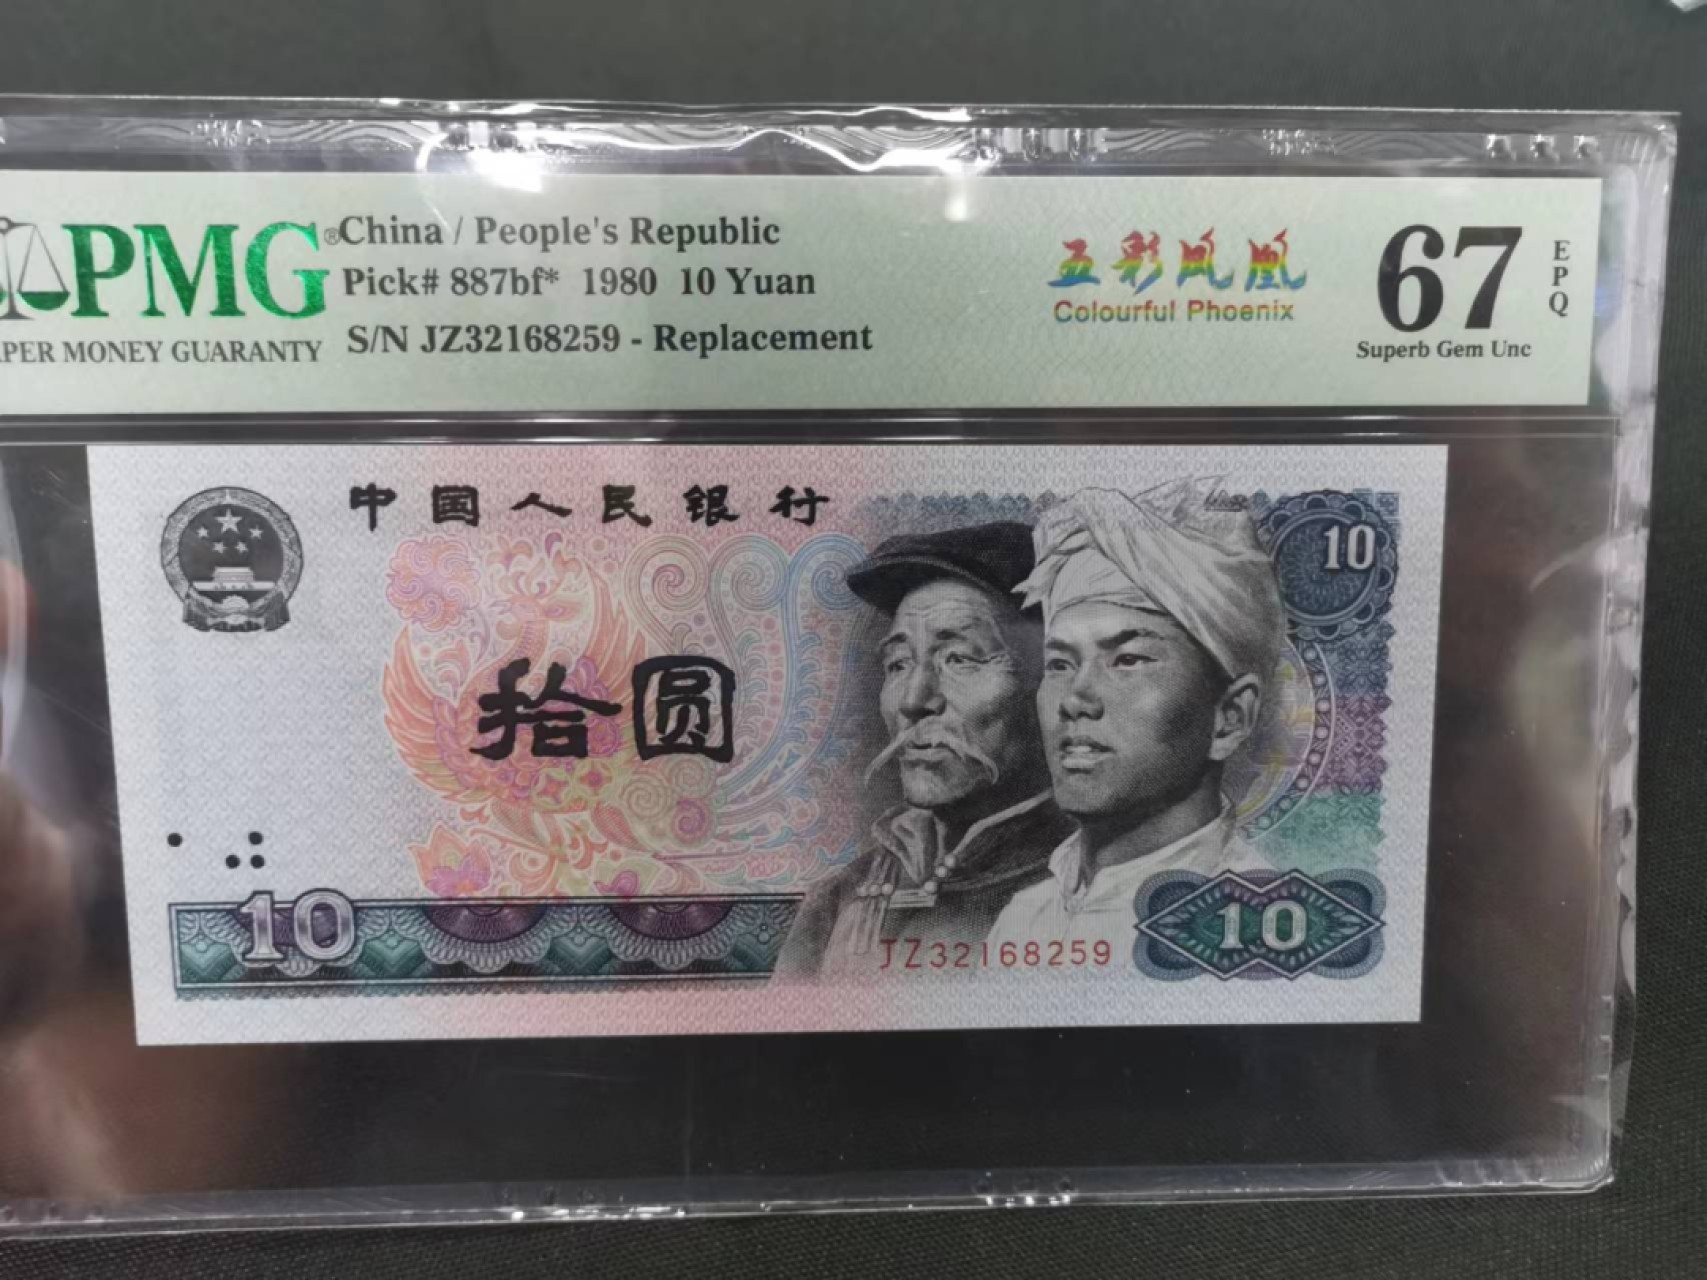 PMG®
PER MONEY GUARANTY
China / People's Republic
Pick# 887bf* 1980 10 Yuan
S/N JZ32168259 - Replacement
五彩凤凰
Colourful Phoenix
67
EPQ
Superb Gem Unc
中国人民银行
10
拾圆
10
JZ32168259
10